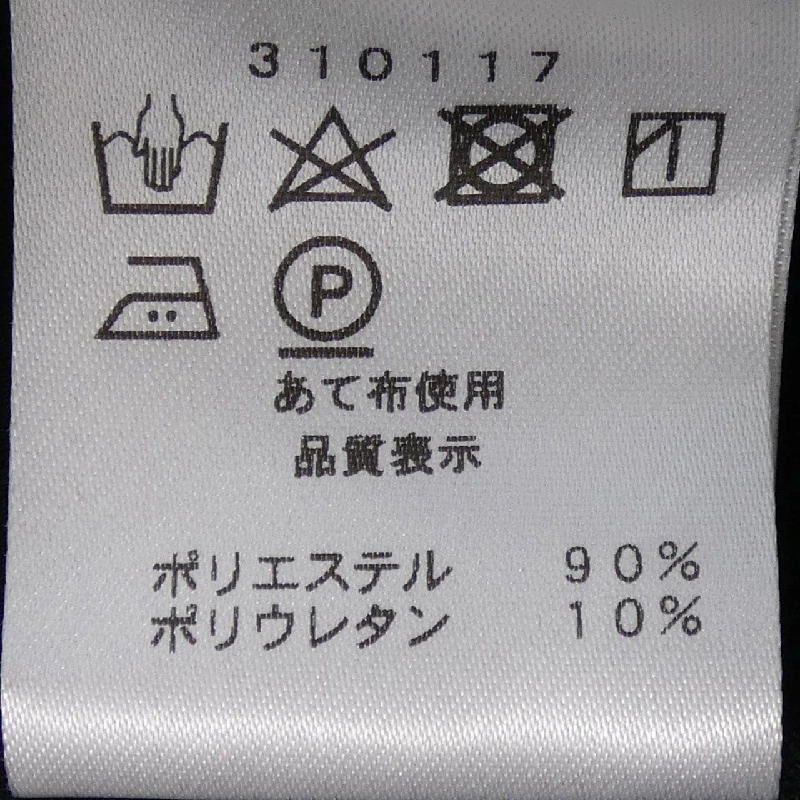 310117
P
あて布使用
品質表示
ポリエステル 90%
ポリウレタン 10%